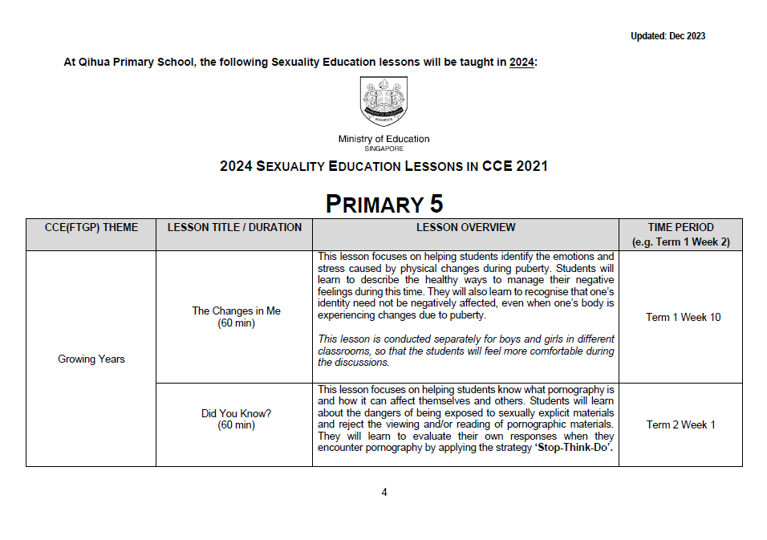 Updated: Dec 2023
At Qihua Primary School, the following Sexuality Education lessons will be taught in 2024:
Ministry of Education
SINGAPORE
2024 SEXUALITY EDUCATION LESSONS IN CCE 2021
PRIMARY 5
CCE(FTGP) THEME
LESSON TITLE / DURATION
LESSON OVERVIEW
TIME PERIOD
(e.g. Term 1 Week 2)
Growing Years
The Changes in Me
(60 min)
This lesson focuses on helping students identify the emotions and
stress caused by physical changes during puberty. Students will
learn to describe the healthy ways to manage their negative
feelings during this time. They will also learn to recognise that one's
identity need not be negatively affected, even when one's body is
experiencing changes due to puberty.
This lesson is conducted separately for boys and girls in different
classrooms, so that the students will feel more comfortable during
the discussions.
Term 1 Week 10
Did You Know?
(60 min)
This lesson focuses on helping students know what pornography is
and how it can affect themselves and others. Students will learn
about the dangers of being exposed to sexually explicit materials
and reject the viewing and/or reading of pornographic materials.
They will learn to evaluate their own responses when they
encounter pornography by applying the strategy 'Stop-Think-Do'.
Term 2 Week 1
4